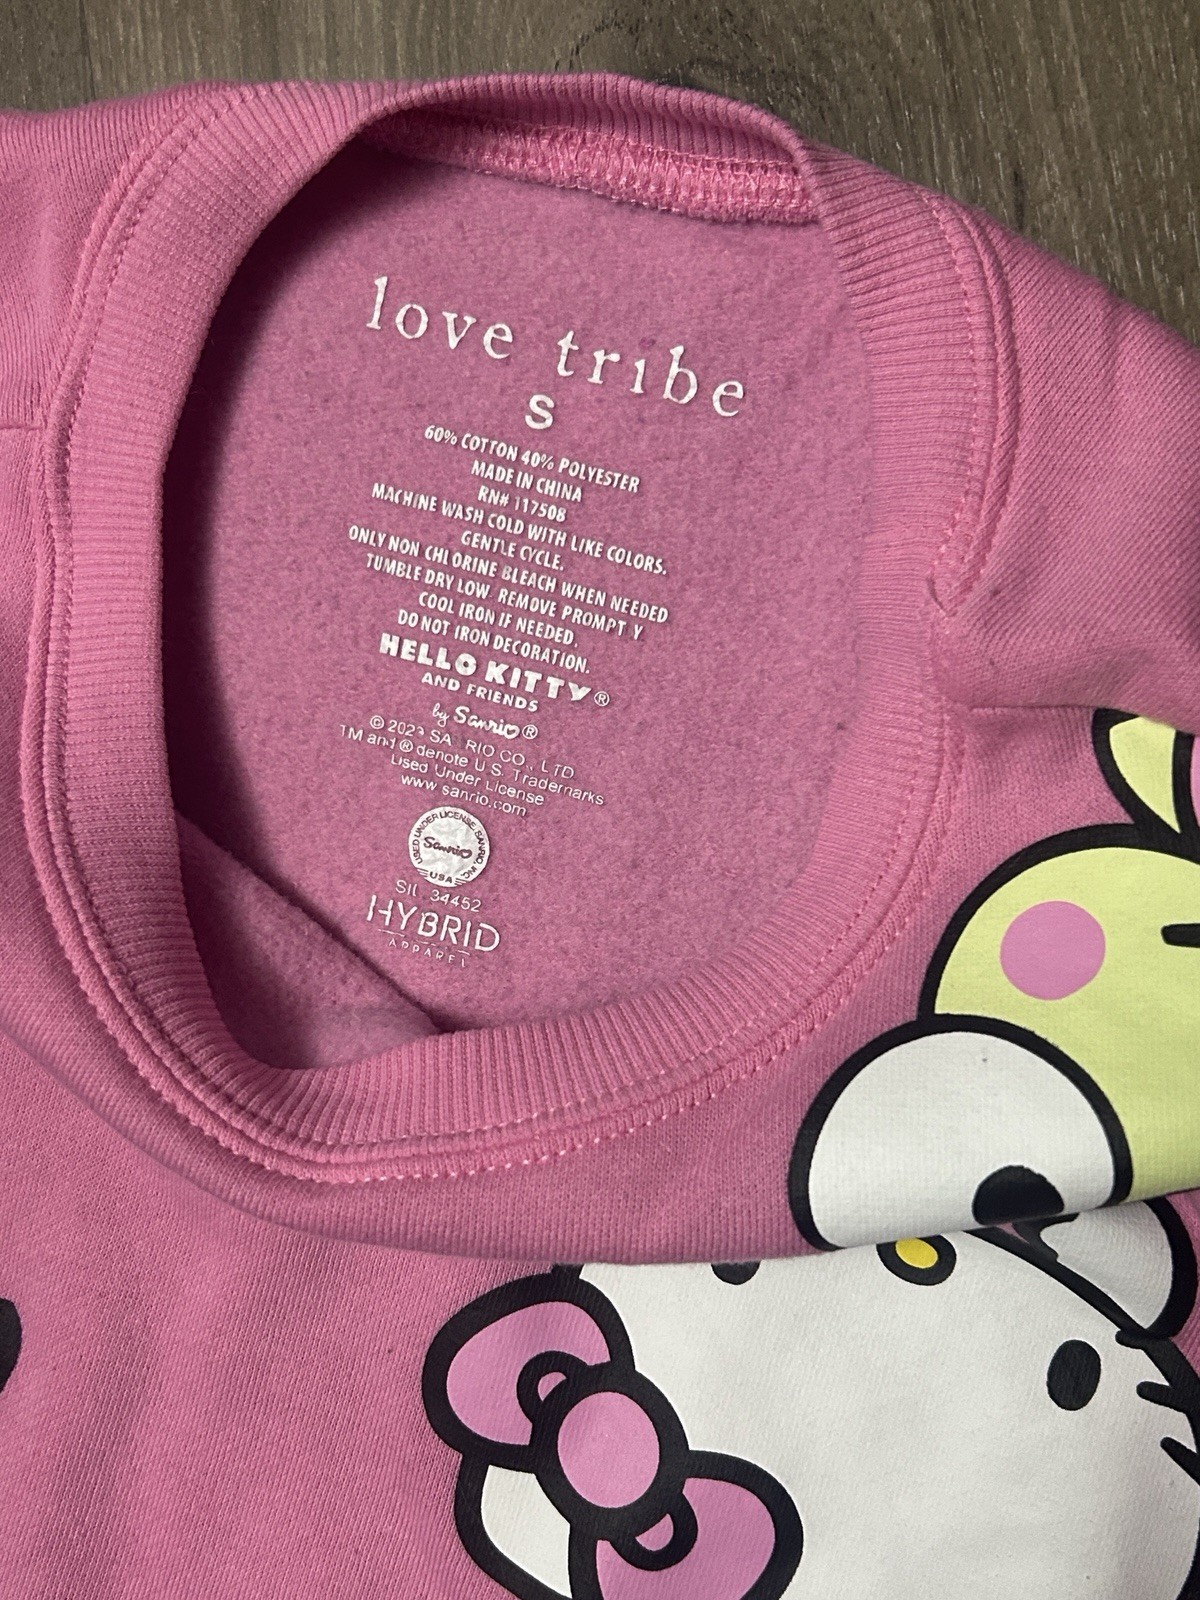 love tribe
S
60% COTTON 40% POLYESTER
MADE IN CHINA
RN# 117508
MACHINE WASH COLD WITH LIKE COLORS.
GENTLE CYCLE.
ONLY NON CHLORINE BLEACH WHEN NEEDED
TUMBLE DRY LOW. REMOVE PROMPT Y
COOL IRON IF NEEDED.
DO NOT IRON DECORATION.
HELLO KITTY®
AND FRIENDS
by Sanrio®
© 2023 SA RIO CO., LTD
TM and ® denote U.S. Trademarks
Used Under License
www.sanrio.com
USED UNDER LICENSE, SANRIO, INC.
Sanrio
USA
SIL 34452
HYBRID
APPAREL